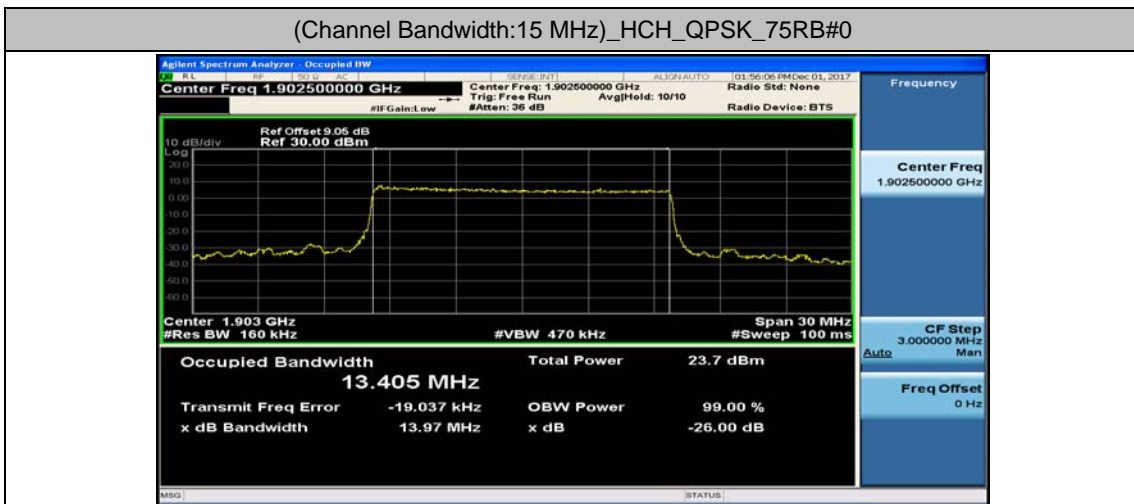 (Channel Bandwidth:15 MHz)_HCH_QPSK_75RB#0
Agilent Spectrum Analyzer - Occupied BW
RL RF 50 Ω AC SENSE:INT ALIGN AUTO 01:56:06 PM Dec 01, 2017
Center Freq 1.902500000 GHz
Center Freq: 1.902500000 GHz
Radio Std: None
Trig: Free Run Avg|Hold: 10/10
#IFGain:Low #Atten: 36 dB Radio Device: BTS
Ref Offset 9.05 dB
10 dB/div Ref 30.00 dBm
Log
20.0
10.0
0.00
-10.0
-20.0
-30.0
-40.0
-50.0
-60.0
Center 1.903 GHz Span 30 MHz
#Res BW 160 kHz #VBW 470 kHz #Sweep 100 ms
Occupied Bandwidth Total Power 23.7 dBm
13.405 MHz
Transmit Freq Error -19.037 kHz OBW Power 99.00 %
x dB Bandwidth 13.97 MHz x dB -26.00 dB
MSG STATUS
Frequency
Center Freq
1.902500000 GHz
CF Step
3.000000 MHz
Auto Man
Freq Offset
0 Hz